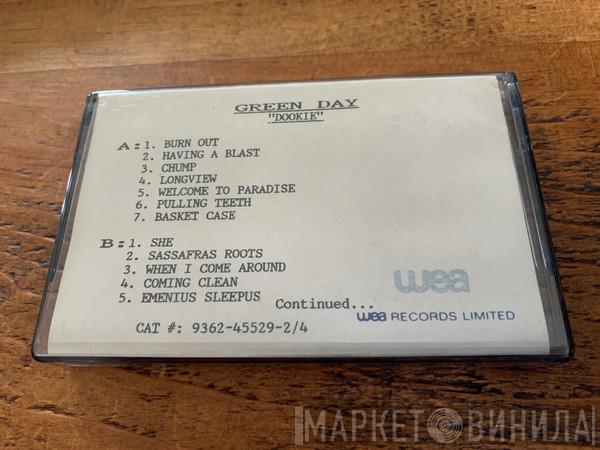 GREEN DAY
"DOOKIE"
A: 1. BURN OUT
2. HAVING A BLAST
3. CHUMP
4. LONGVIEW
5. WELCOME TO PARADISE
6. PULLING TEETH
7. BASKET CASE
B: 1. SHE
2. SASSAFRAS ROOTS
3. WHEN I COME AROUND
4. COMING CLEAN
5. EMENIUS SLEEPUS
Continued...
wea
wea RECORDS LIMITED
CAT #: 9362-45529-2/4
МАРКЕТ ВИНИЛА